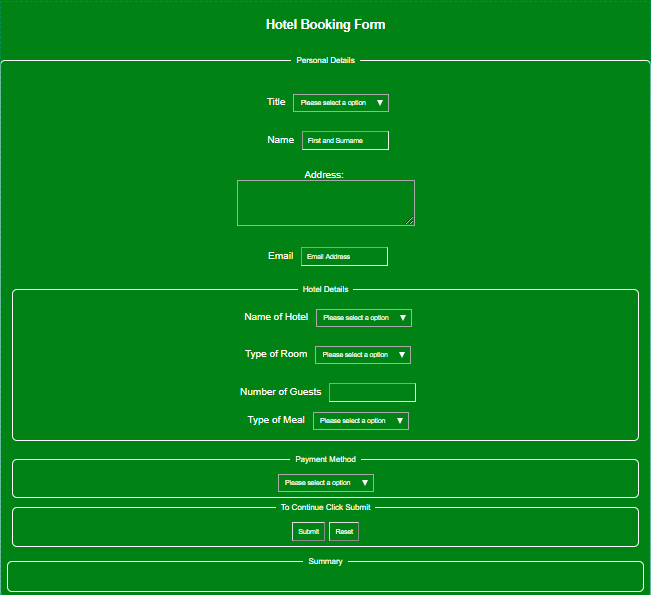 Hotel Booking Form
Personal Details
Title Please select a option
Name First and Surname
Address:
Email Email Address
Hotel Details
Name of Hotel Please select a option
Type of Room Please select a option
Number of Guests
Type of Meal Please select a option
Payment Method
Please select a option
To Continue Click Submit
Submit Reset
Summary